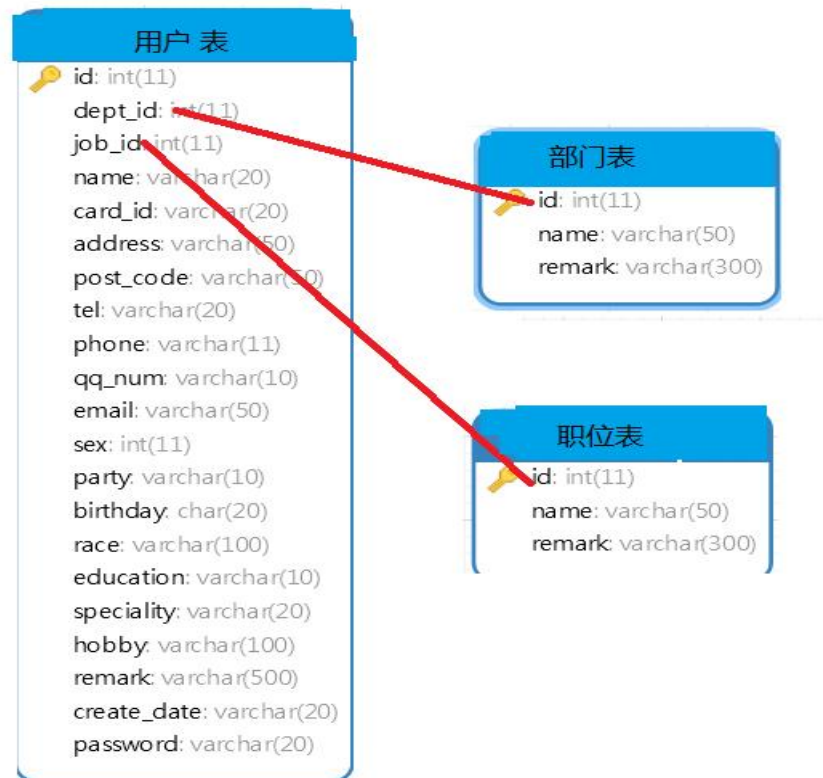 用户 表
id: int(11)
dept_id: int(11)
job_id: int(11)
name: varchar(20)
card_id: varchar(20)
address: varchar(50)
post_code: varchar(50)
tel: varchar(20)
phone: varchar(11)
qq_num: varchar(10)
email: varchar(50)
sex: int(11)
party: varchar(10)
birthday: char(20)
race: varchar(100)
education: varchar(10)
speciality: varchar(20)
hobby: varchar(100)
remark: varchar(500)
create_date: varchar(20)
password: varchar(20)
部门表
id: int(11)
name: varchar(50)
remark: varchar(300)
职位表
id: int(11)
name: varchar(50)
remark: varchar(300)